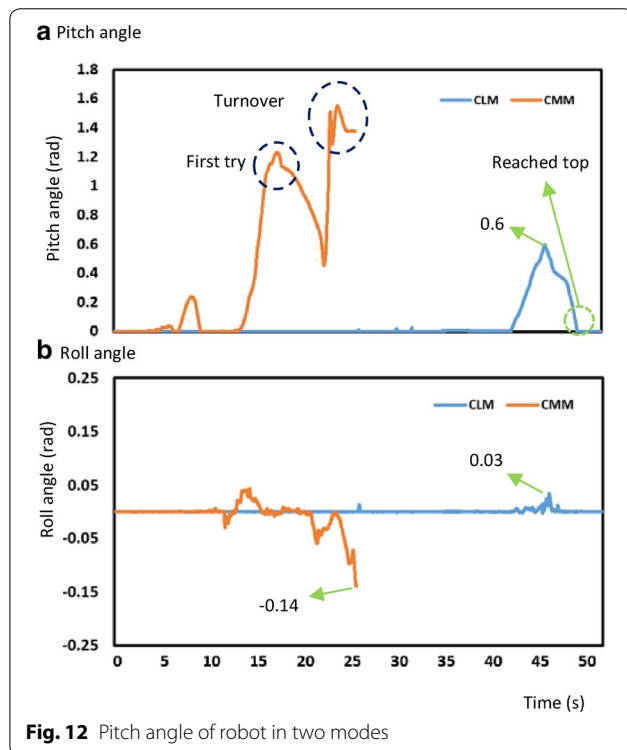 a Pitch angle
1.8
1.6
1.4
1.2
1
0.8
0.6
0.4
0.2
0
Pitch angle (rad)
Turnover
First try
CLM CMM
Reached top
0.6
b Roll angle
0.25
0.15
0.05
-0.05
-0.15
-0.25
Roll angle (rad)
CLM CMM
0.03
-0.14
0 5 10 15 20 25 30 35 40 45 50
Time (s)
Fig. 12 Pitch angle of robot in two modes